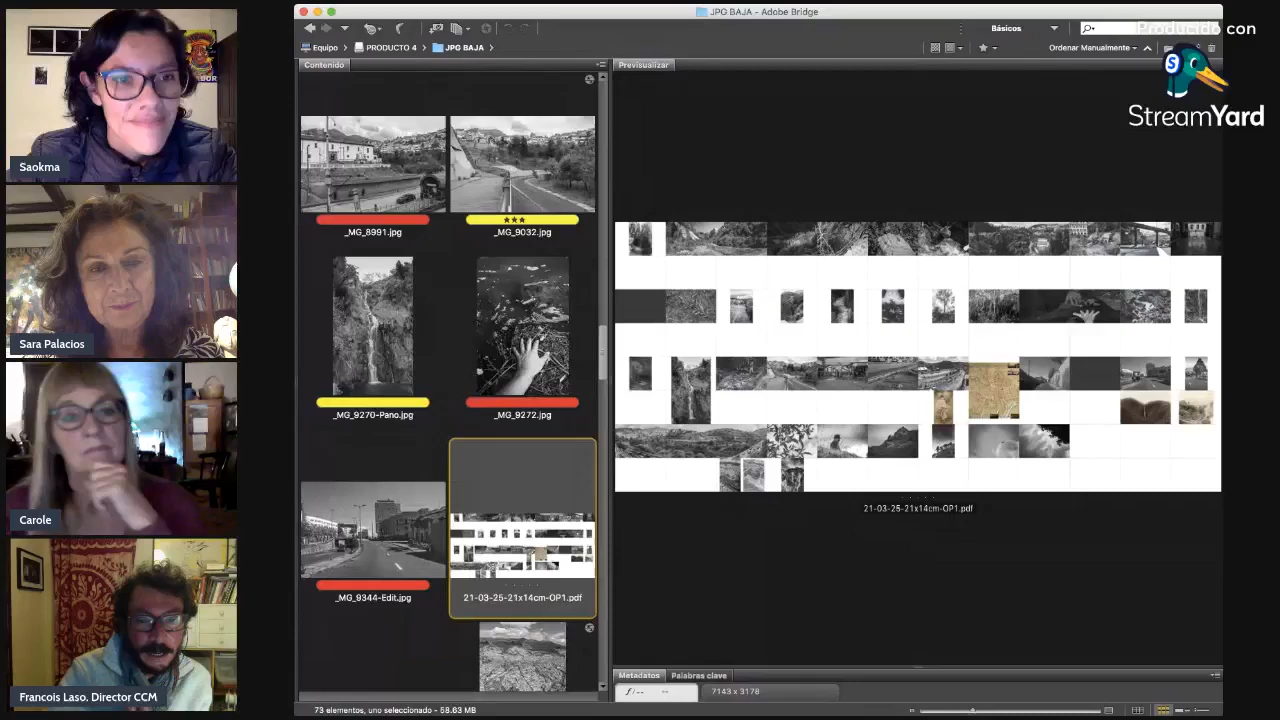 JPG BAJA - Adobe Bridge
Básicos
Producido con
StreamYard
Equipo PRODUCTO 4 JPG BAJA
Ordenar Manualmente
Contenido
Previsualizar
_MG_8991.jpg
_MG_9032.jpg
_MG_9270-Pano.jpg
_MG_9272.jpg
_MG_9344-Edit.jpg
21-03-25-21x14cm-OP1.pdf
21-03-25-21x14cm-OP1.pdf
Metadatos
Palabras clave
f/-- --
7143 x 3178
73 elementos, uno seleccionado - 58.63 MB
Saokma
Sara Palacios
Carole
Francois Laso. Director CCM